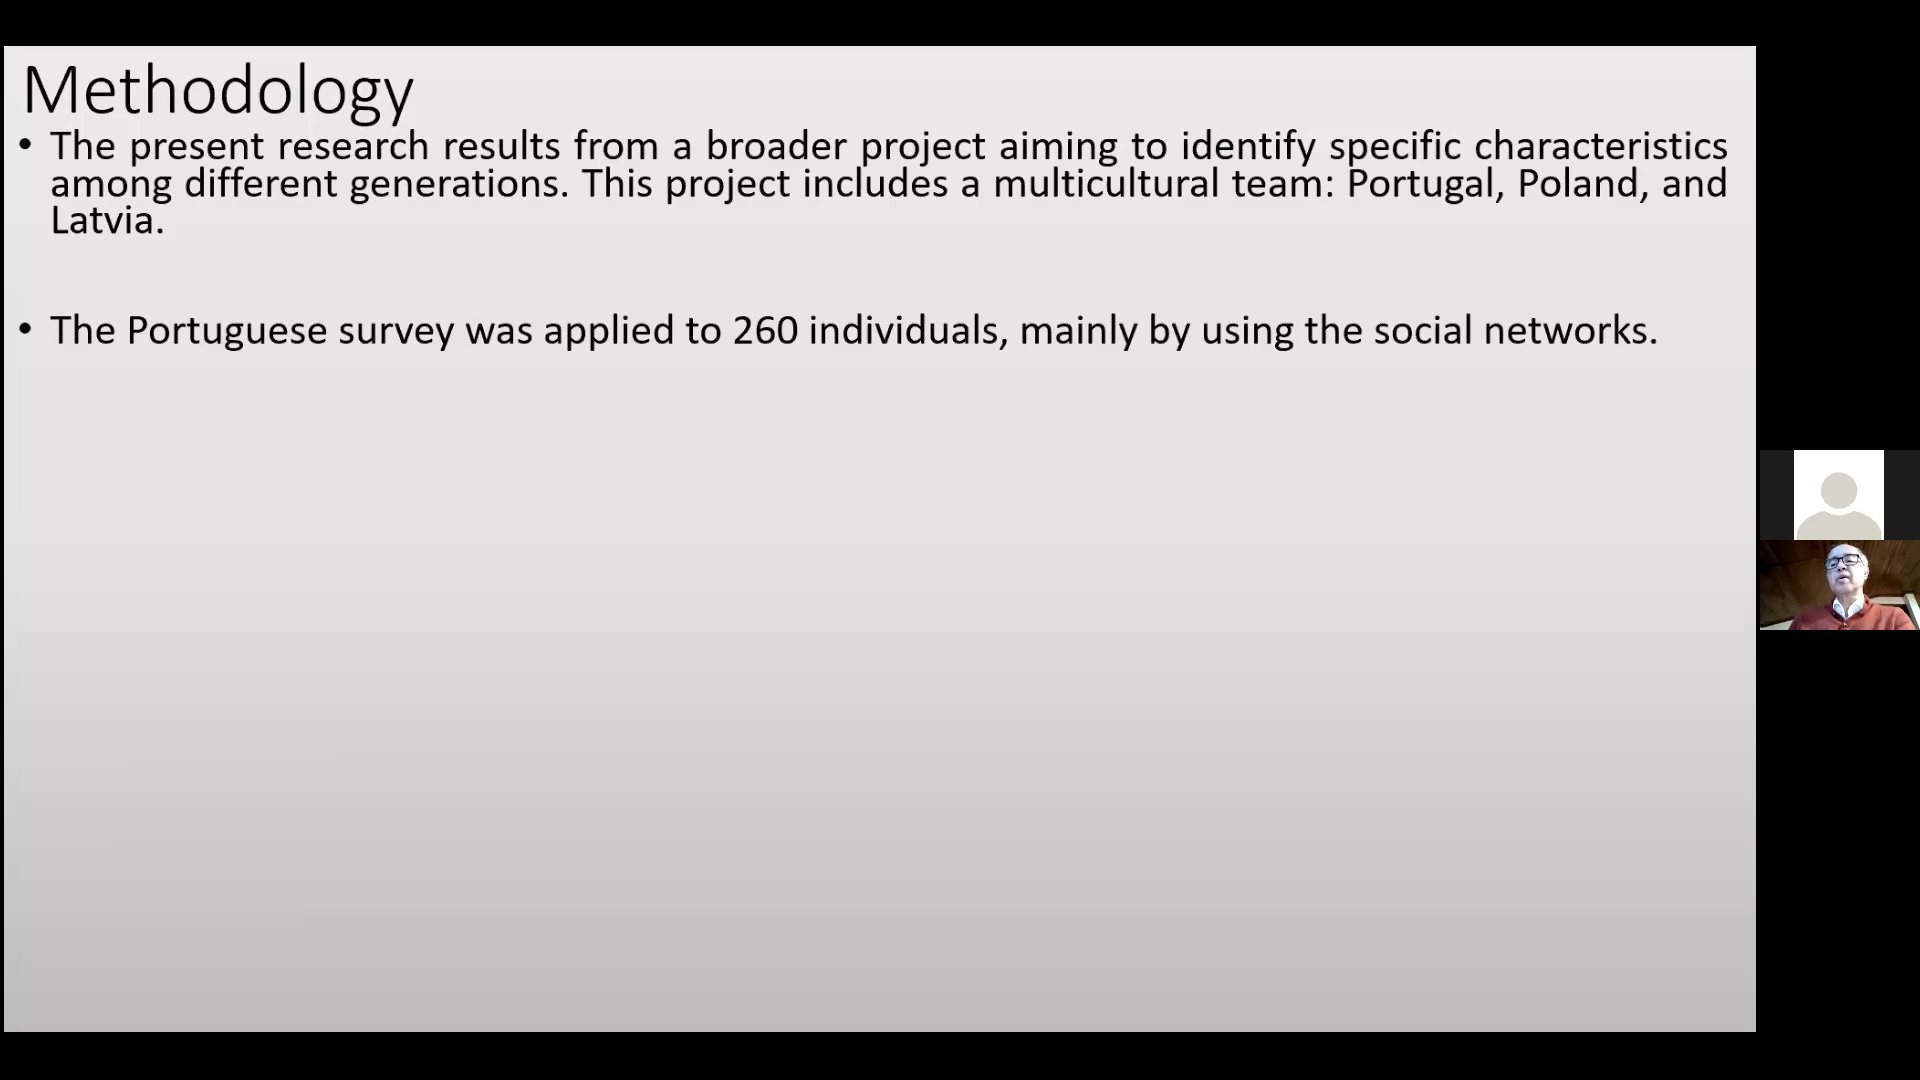 Methodology
• The present research results from a broader project aiming to identify specific characteristics
among different generations. This project includes a multicultural team: Portugal, Poland, and
Latvia.
• The Portuguese survey was applied to 260 individuals, mainly by using the social networks.